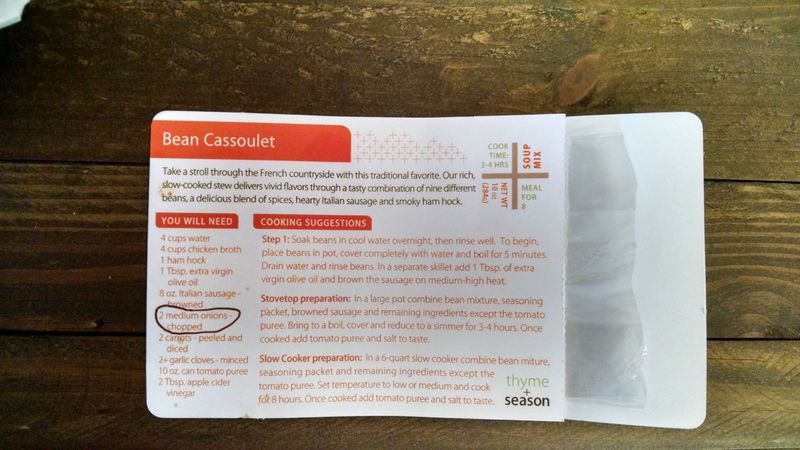 Bean Cassoulet
Take a stroll through the French countryside with this traditional favorite. Our rich,
slow-cooked stew delivers vivid flavors through a tasty combination of nine different
beans, a delicious blend of spices, hearty Italian sausage and smoky ham hock.
COOK
TIME:
3-4 HRS
SOUP
MIX
NET WT
10 oz
(284g)
MEAL
FOR
8
YOU WILL NEED
4 cups water
4 cups chicken broth
1 ham hock
1 Tbsp. extra virgin
olive oil
8 oz. Italian sausage -
browned
2 medium onions -
chopped
2 carrots - peeled and
diced
2+ garlic cloves - minced
10 oz. can tomato puree
2 Tbsp. apple cider
vinegar
COOKING SUGGESTIONS
Step 1: Soak beans in cool water overnight, then rinse well. To begin,
place beans in pot, cover completely with water and boil for 5 minutes.
Drain water and rinse beans. In a separate skillet add 1 Tbsp. of extra
virgin olive oil and brown the sausage on medium-high heat.
Stovetop preparation: In a large pot combine bean mixture, seasoning
packet, browned sausage and remaining ingredients except the tomato
puree. Bring to a boil, cover and reduce to a simmer for 3-4 hours. Once
cooked add tomato puree and salt to taste.
Slow Cooker preparation: In a 6-quart slow cooker combine bean miture,
seasoning packet and remaining ingredients except the
tomato puree. Set temperature to low or medium and cook
for 8 hours. Once cooked add tomato puree and salt to taste.
thyme
+
season